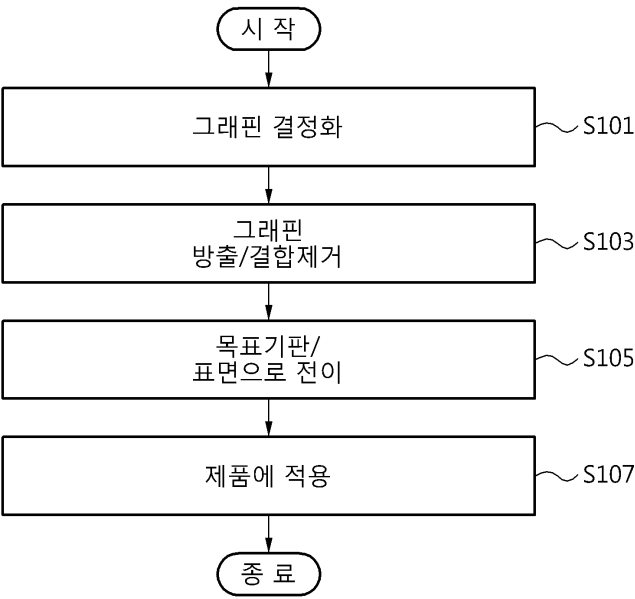 시 작
그래핀 결정화
S101
그래핀
방출/결합제거
S103
목표기판/
표면으로 전이
S105
제품에 적용
S107
종 료